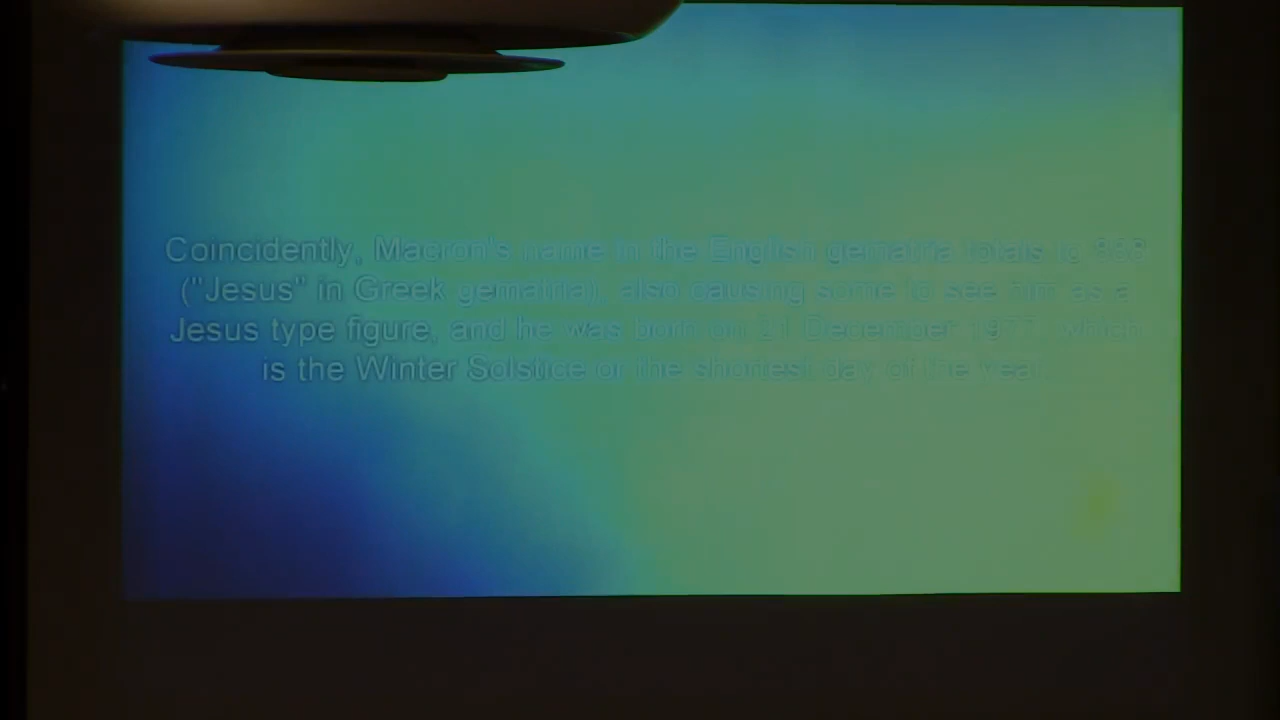 Coincidently, Macron's name in the English gematria totals to 888
("Jesus" in Greek gematria), also causing some to see him as a
Jesus type figure, and he was born on 21 December 1977, which
is the Winter Solstice or the shortest day of the year.